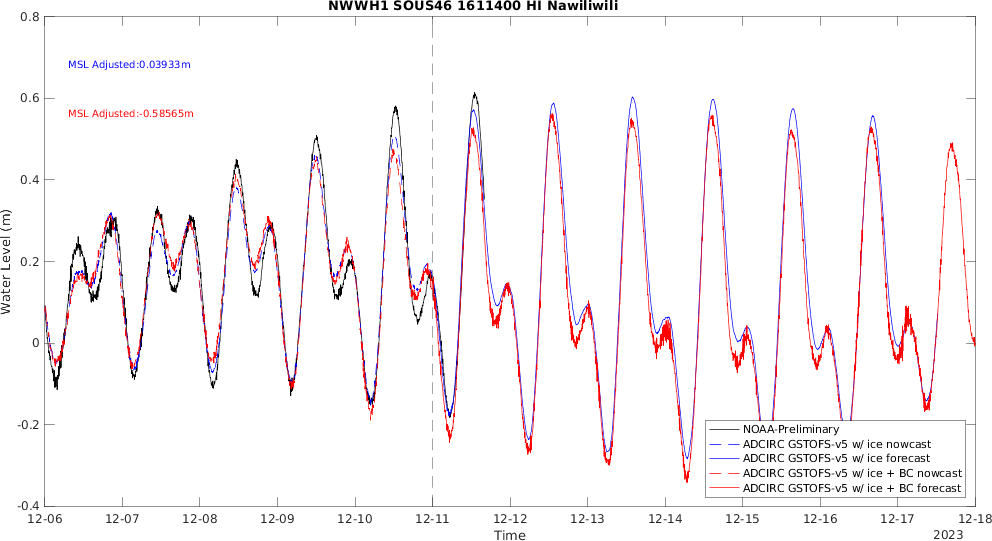 NWWH1 SOUS46 1611400 HI Nawiliwili
0.8
0.6
0.4
0.2
0
-0.2
-0.4
Water Level (m)
MSL Adjusted:0.03933m
MSL Adjusted:-0.58565m
NOAA-Preliminary
ADCIRC GSTOFS-v5 w/ ice nowcast
ADCIRC GSTOFS-v5 w/ ice forecast
ADCIRC GSTOFS-v5 w/ ice + BC nowcast
ADCIRC GSTOFS-v5 w/ ice + BC forecast
12-06 12-07 12-08 12-09 12-10 12-11 12-12 12-13 12-14 12-15 12-16 12-17 12-18
Time
2023